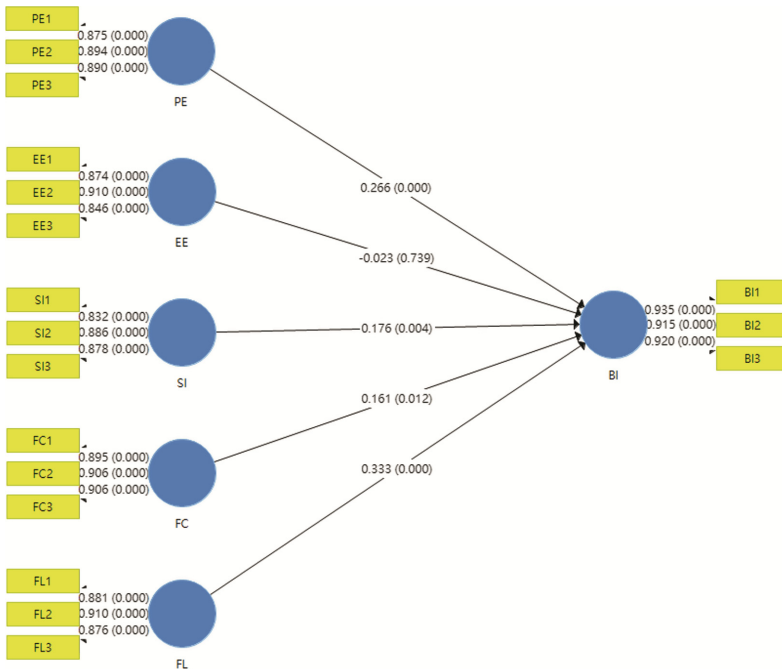 PE1
0.875 (0.000)
PE2
0.894 (0.000)
0.890 (0.000)
PE3
PE
0.266 (0.000)
EE1
0.874 (0.000)
EE2
0.910 (0.000)
0.846 (0.000)
EE3
EE
-0.023 (0.739)
SI1
0.832 (0.000)
SI2
0.886 (0.000)
0.878 (0.000)
SI3
SI
0.176 (0.004)
BI1
0.935 (0.000)
0.915 (0.000)
BI2
0.920 (0.000)
BI3
BI
FC1
0.895 (0.000)
FC2
0.906 (0.000)
0.906 (0.000)
FC3
FC
0.161 (0.012)
0.333 (0.000)
FL1
0.881 (0.000)
FL2
0.910 (0.000)
0.876 (0.000)
FL3
FL